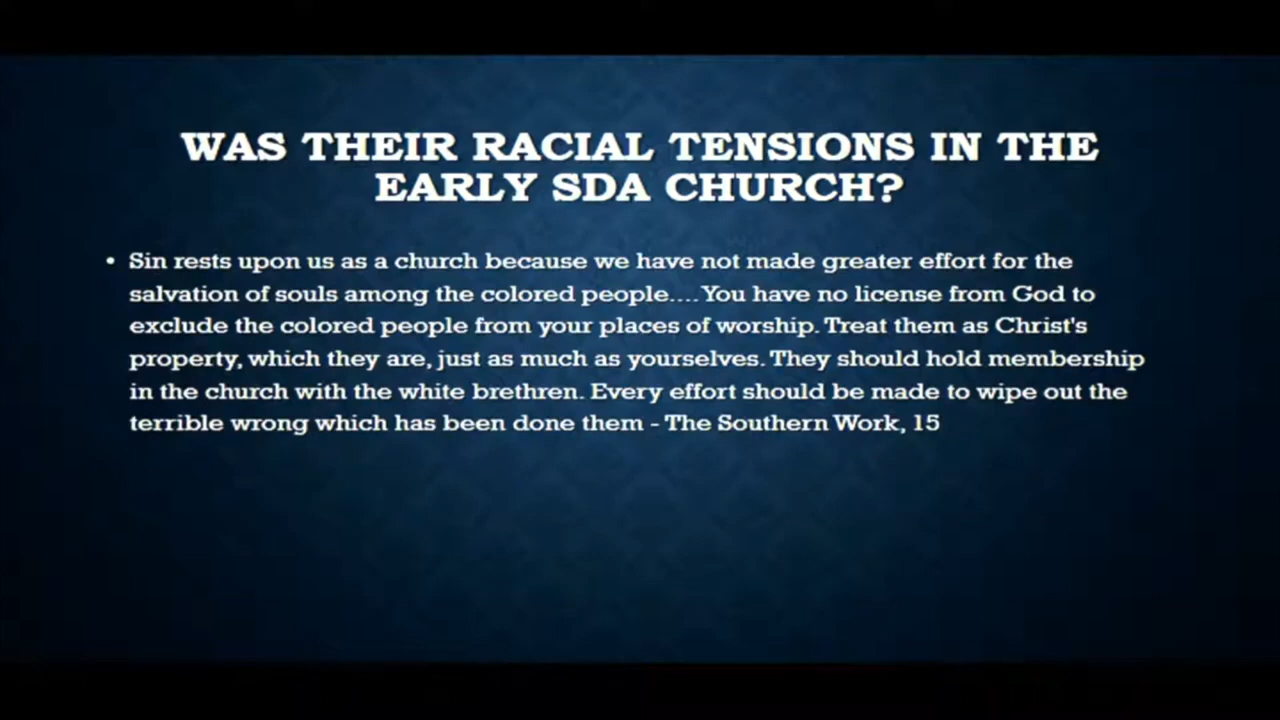 WAS THEIR RACIAL TENSIONS IN THE
EARLY SDA CHURCH?
• Sin rests upon us as a church because we have not made greater effort for the
salvation of souls among the colored people.... You have no license from God to
exclude the colored people from your places of worship. Treat them as Christ's
property, which they are, just as much as yourselves. They should hold membership
in the church with the white brethren. Every effort should be made to wipe out the
terrible wrong which has been done them - The Southern Work, 15